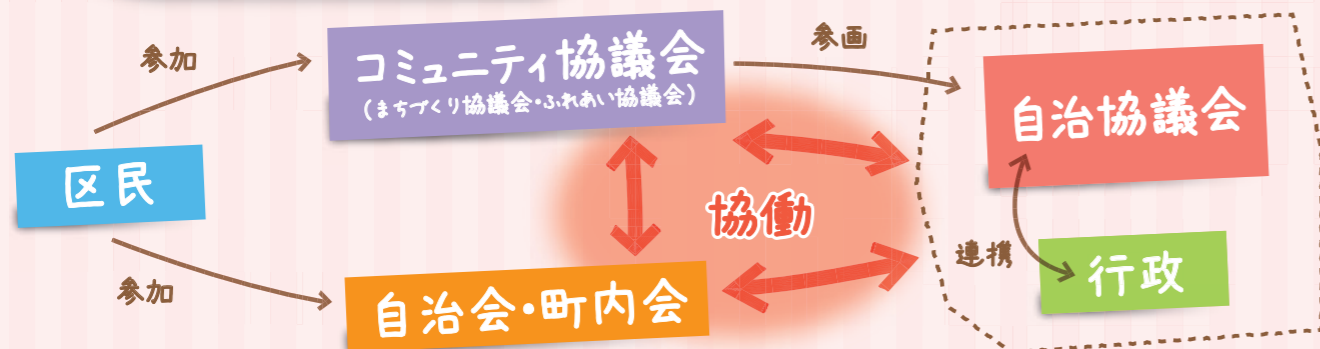 参加
コミュニティ協議会
(まちづくり協議会・ふれあい協議会)
参画
自治協議会
区民
協働
連携
行政
参加
自治会・町内会